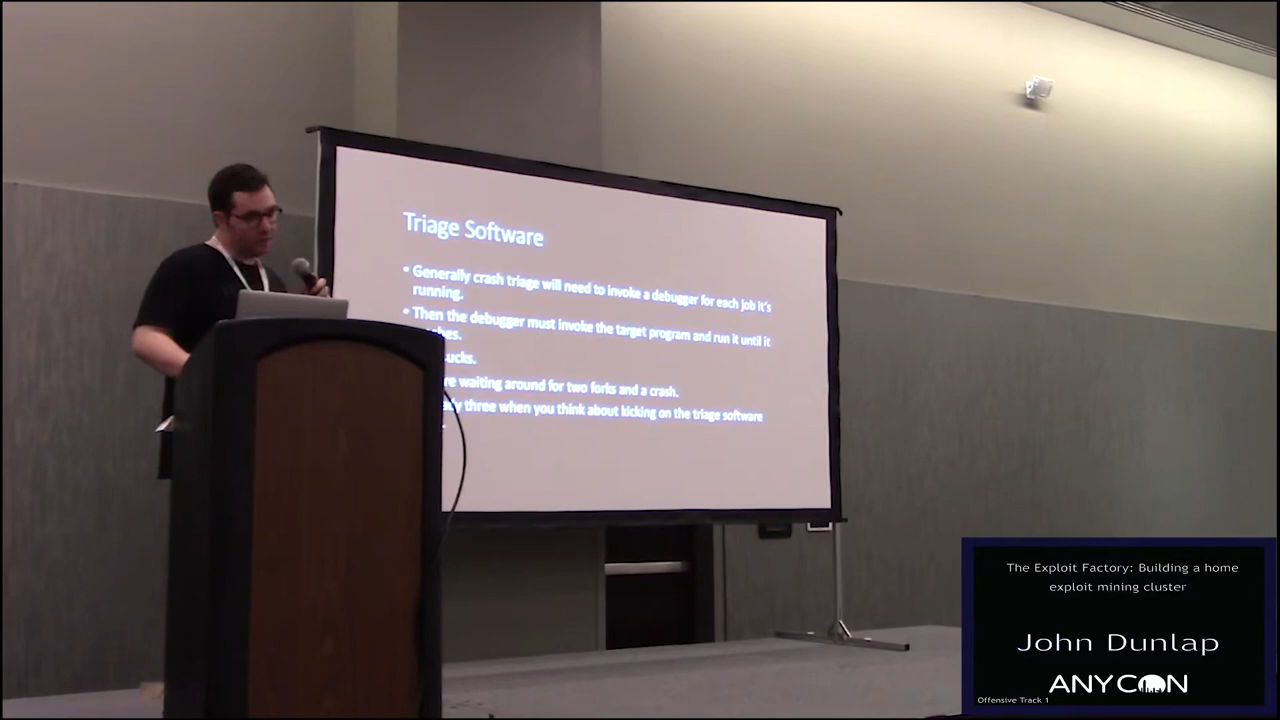 Triage Software
• Generally crash triage will need to invoke a debugger for each job it's
running.
• Then the debugger must invoke the target program and run it until it
waiting around for two forks and a crash.
three when you think about kicking on the triage software
The Exploit Factory: Building a home
exploit mining cluster
John Dunlap
ANYCON
Offensive Track 1